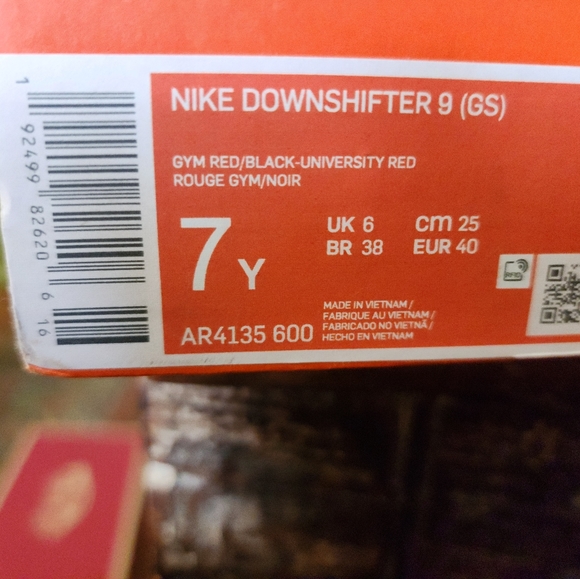 NIKE DOWNSHIFTER 9 (GS)
GYM RED/BLACK-UNIVERSITY RED
ROUGE GYM/NOIR
7 Y
UK 6 cm 25
BR 38 EUR 40
AR4135 600
MADE IN VIETNAM /
FABRIQUE AU VIETNAM /
FABRICADO NO VIETNÃ /
HECHO EN VIETNAM
RFID
1 92499 82620 6 16